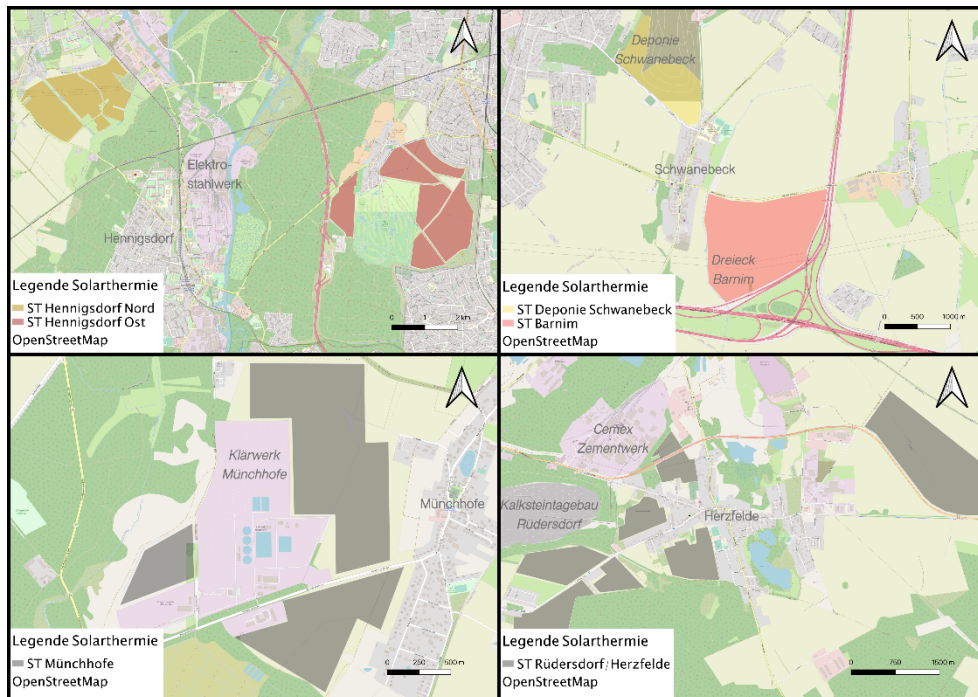 Elektro-
stahlwerk
Hennigsdorf
Legende Solarthermie
ST Hennigsdorf Nord
ST Hennigsdorf Ost
OpenStreetMap
0 1 2 km
Deponie
Schwanebeck
Schwanebeck
Dreieck
Barnim
Legende Solarthermie
ST Deponie Schwanebeck
ST Barnim
OpenStreetMap
0 500 1000 m
Klärwerk
Münchhofe
Münchhofe
Legende Solarthermie
ST Münchhofe
OpenStreetMap
0 250 500 m
Cemex
Zementwerk
Kalksteintagebau
Rüdersdorf
Herzfelde
Legende Solarthermie
ST Rüdersdorf/Herzfelde
OpenStreetMap
0 750 1500 m